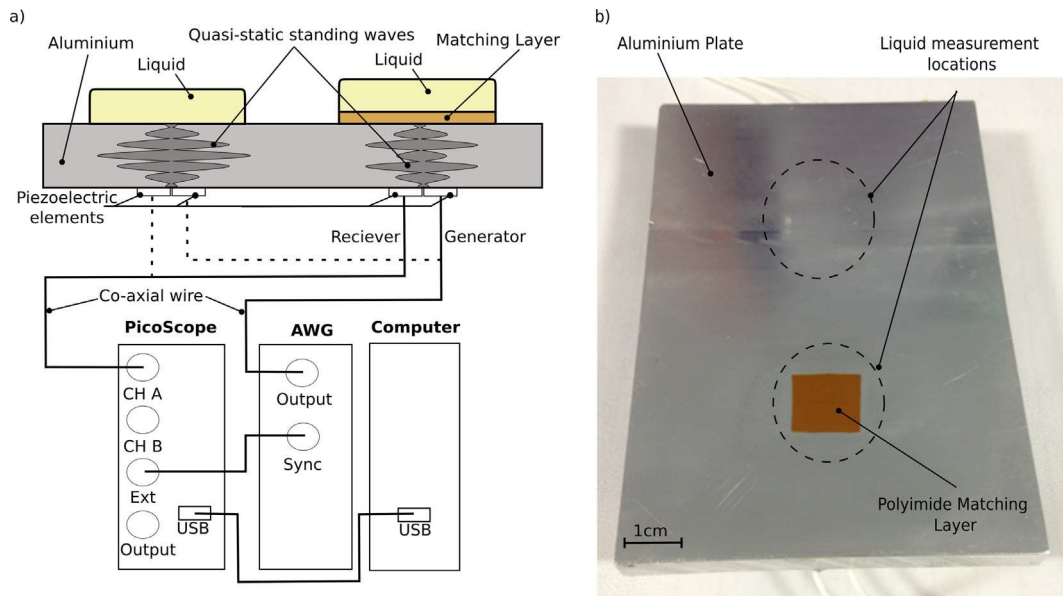 a)
Aluminium
Quasi-static standing waves
Matching Layer
Liquid
Liquid
Piezoelectric
elements
Reciever
Generator
Co-axial wire
PicoScope
AWG
Computer
CH A
Output
CH B
Sync
Ext
USB
USB
Output
b)
Aluminium Plate
Liquid measurement
locations
Polyimide Matching
Layer
1cm